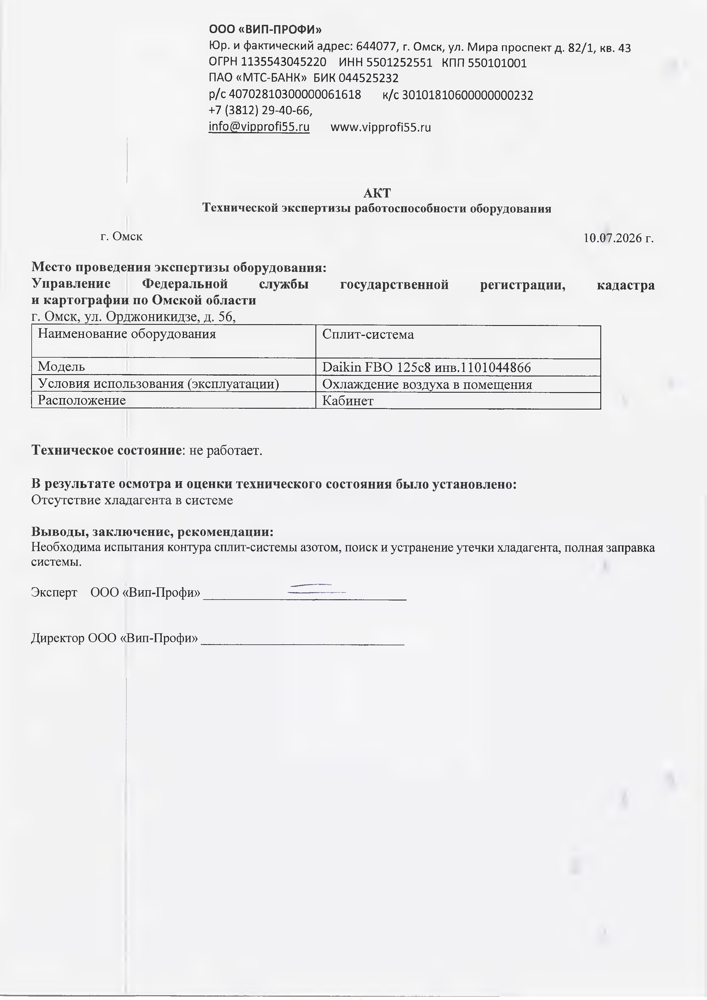 ООО «ВИП-ПРОФИ»
Юр. и фактический адрес: 644077, г. Омск, ул. Мира проспект д. 82/1, кв. 43
ОГРН 1135543045220 ИНН 5501252551 КПП 550101001
ПАО «МТС-БАНК» БИК 044525232
р/с 40702810300000061618 к/с 30101810600000000232
+7 (3812) 29-40-66,
info@vipprofi55.ru www.vipprofi55.ru
АКТ
Технической экспертизы работоспособности оборудования
г. Омск 10.07.2026 г.
Место проведения экспертизы оборудования:
Управление Федеральной службы государственной регистрации, кадастра
и картографии по Омской области
г. Омск, ул. Орджоникидзе, д. 56,
Наименование оборудования Сплит-система
Модель Daikin FBO 125c8 инв.1101044866
Условия использования (эксплуатации) Охлаждение воздуха в помещения
Расположение Кабинет
Техническое состояние: не работает.
В результате осмотра и оценки технического состояния было установлено:
Отсутствие хладагента в системе
Выводы, заключение, рекомендации:
Необходима испытания контура сплит-системы азотом, поиск и устранение утечки хладагента, полная заправка
системы.
Эксперт ООО «Вип-Профи»
Директор ООО «Вип-Профи»